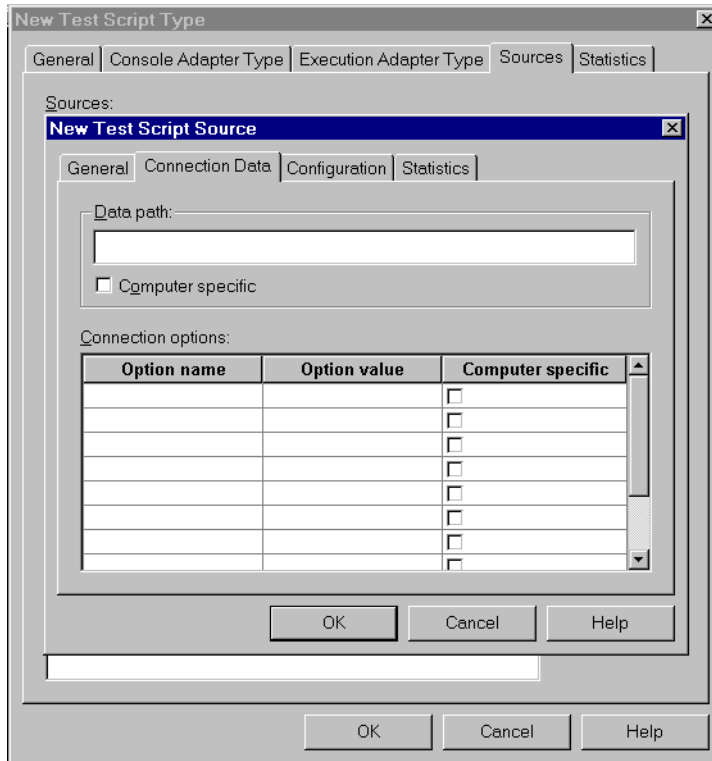 New Test Script Type
General Console Adapter Type Execution Adapter Type Sources Statistics
Sources:
New Test Script Source
General Connection Data Configuration Statistics
Data path:
Computer specific
Connection options:
Option name Option value Computer specific
OK Cancel Help
OK Cancel Help